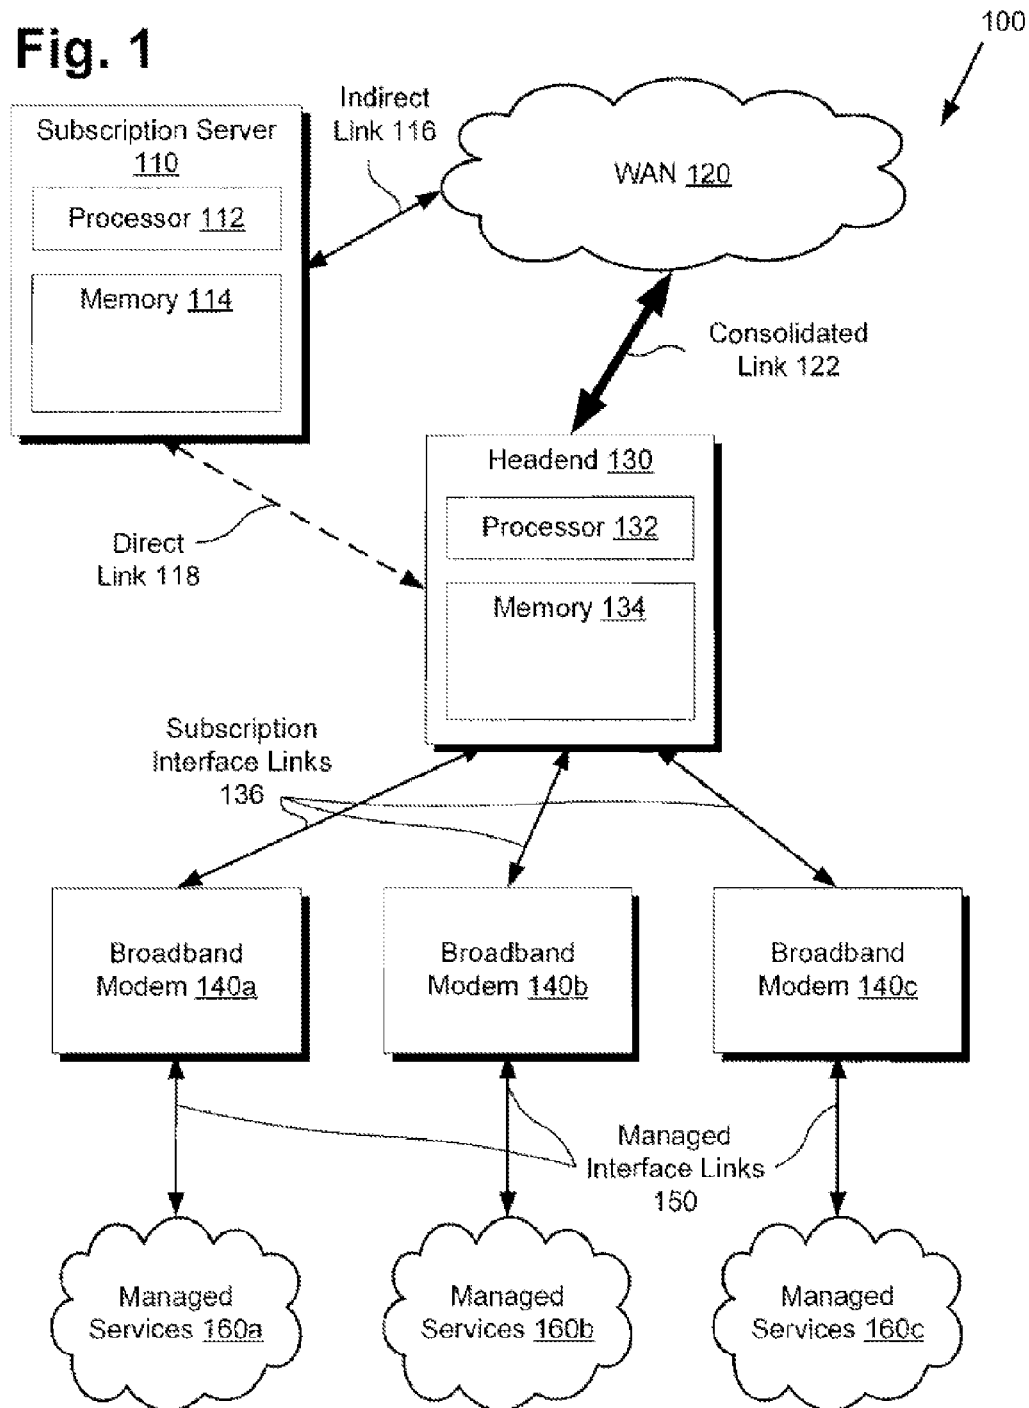 Fig. 1
100
Indirect
Link 116
Subscription Server
110
Processor 112
Memory 114
WAN 120
Consolidated
Link 122
Headend 130
Processor 132
Memory 134
Direct
Link 118
Subscription
Interface Links
136
Broadband
Modem 140a
Broadband
Modem 140b
Broadband
Modem 140c
Managed
Interface Links
150
Managed
Services 160a
Managed
Services 160b
Managed
Services 160c